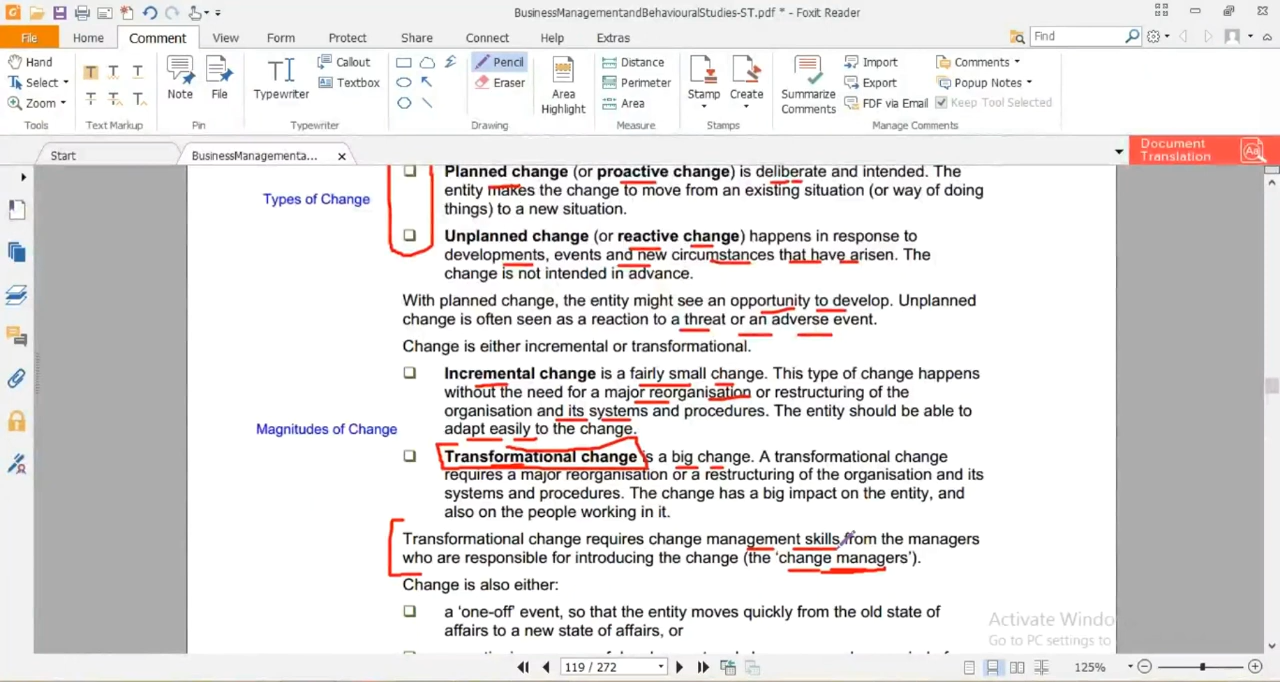 BusinessManagementandBehaviouralStudies-ST.pdf * - Foxit Reader
File Home Comment View Form Protect Share Connect Help Extras Find
Hand Pencil Callout Distance Import Comments
Select Note File Typewriter Textbox Eraser Area Highlight Perimeter Stamp Create Summarize Comments Export Popup Notes
Zoom Area FDF via Email Keep Tool Selected
Tools Text Markup Pin Typewriter Drawing Measure Stamps Manage Comments
Start BusinessManagementa... Document Translation
Planned change (or proactive change) is deliberate and intended. The
Types of Change
entity makes the change to move from an existing situation (or way of doing
things) to a new situation.
Unplanned change (or reactive change) happens in response to
developments, events and new circumstances that have arisen. The
change is not intended in advance.
With planned change, the entity might see an opportunity to develop. Unplanned
change is often seen as a reaction to a threat or an adverse event.
Change is either incremental or transformational.
Incremental change is a fairly small change. This type of change happens
without the need for a major reorganisation or restructuring of the
organisation and its systems and procedures. The entity should be able to
Magnitudes of Change
adapt easily to the change.
Transformational change is a big change. A transformational change
requires a major reorganisation or a restructuring of the organisation and its
systems and procedures. The change has a big impact on the entity, and
also on the people working in it.
Transformational change requires change management skills from the managers
who are responsible for introducing the change (the ‘change managers’).
Change is also either:
a ‘one-off’ event, so that the entity moves quickly from the old state of
affairs to a new state of affairs, or
Activate Windo
Go to PC settings to
119 / 272 125%